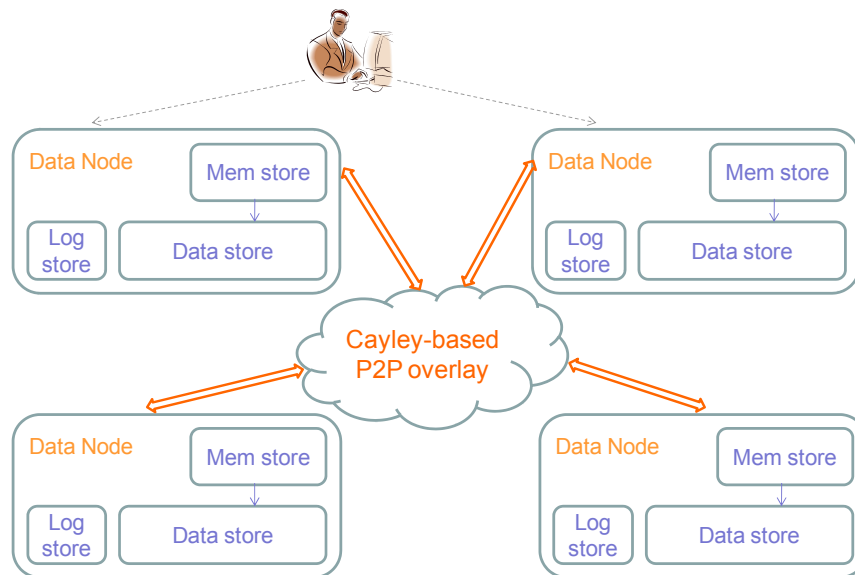 Data Node
Mem store
Log
store
Data store
Data Node
Mem store
Log
store
Data store
Cayley-based
P2P overlay
Data Node
Mem store
Log
store
Data store
Data Node
Mem store
Log
store
Data store